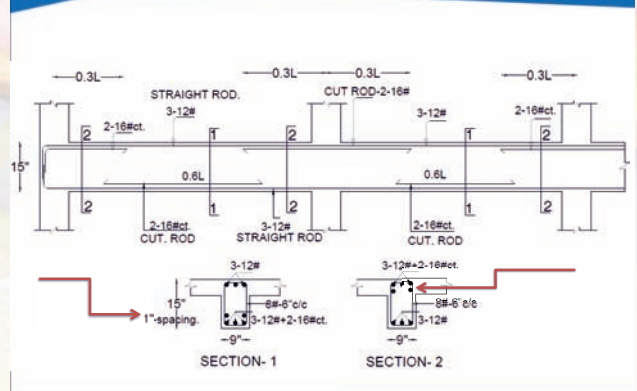 0.3L 0.3L 0.3L 0.3L
STRAIGHT ROD. CUT ROD-2-16#
3-12# 3-12# 2-16#ct.
2-16#ct.
2 1 2 1 2
15"
0.6L 0.6L
2 1 2 1 2
2-16#ct. 3-12# 2-16#ct.
CUT. ROD STRAIGHT ROD CUT. ROD
3-12# 3-12#+2-16#ct.
15"
1"-spacing. 8#-6"c/c 8#-6"c/c
3-12#+2-16#ct. 3-12#
9" 9"
SECTION- 1 SECTION- 2